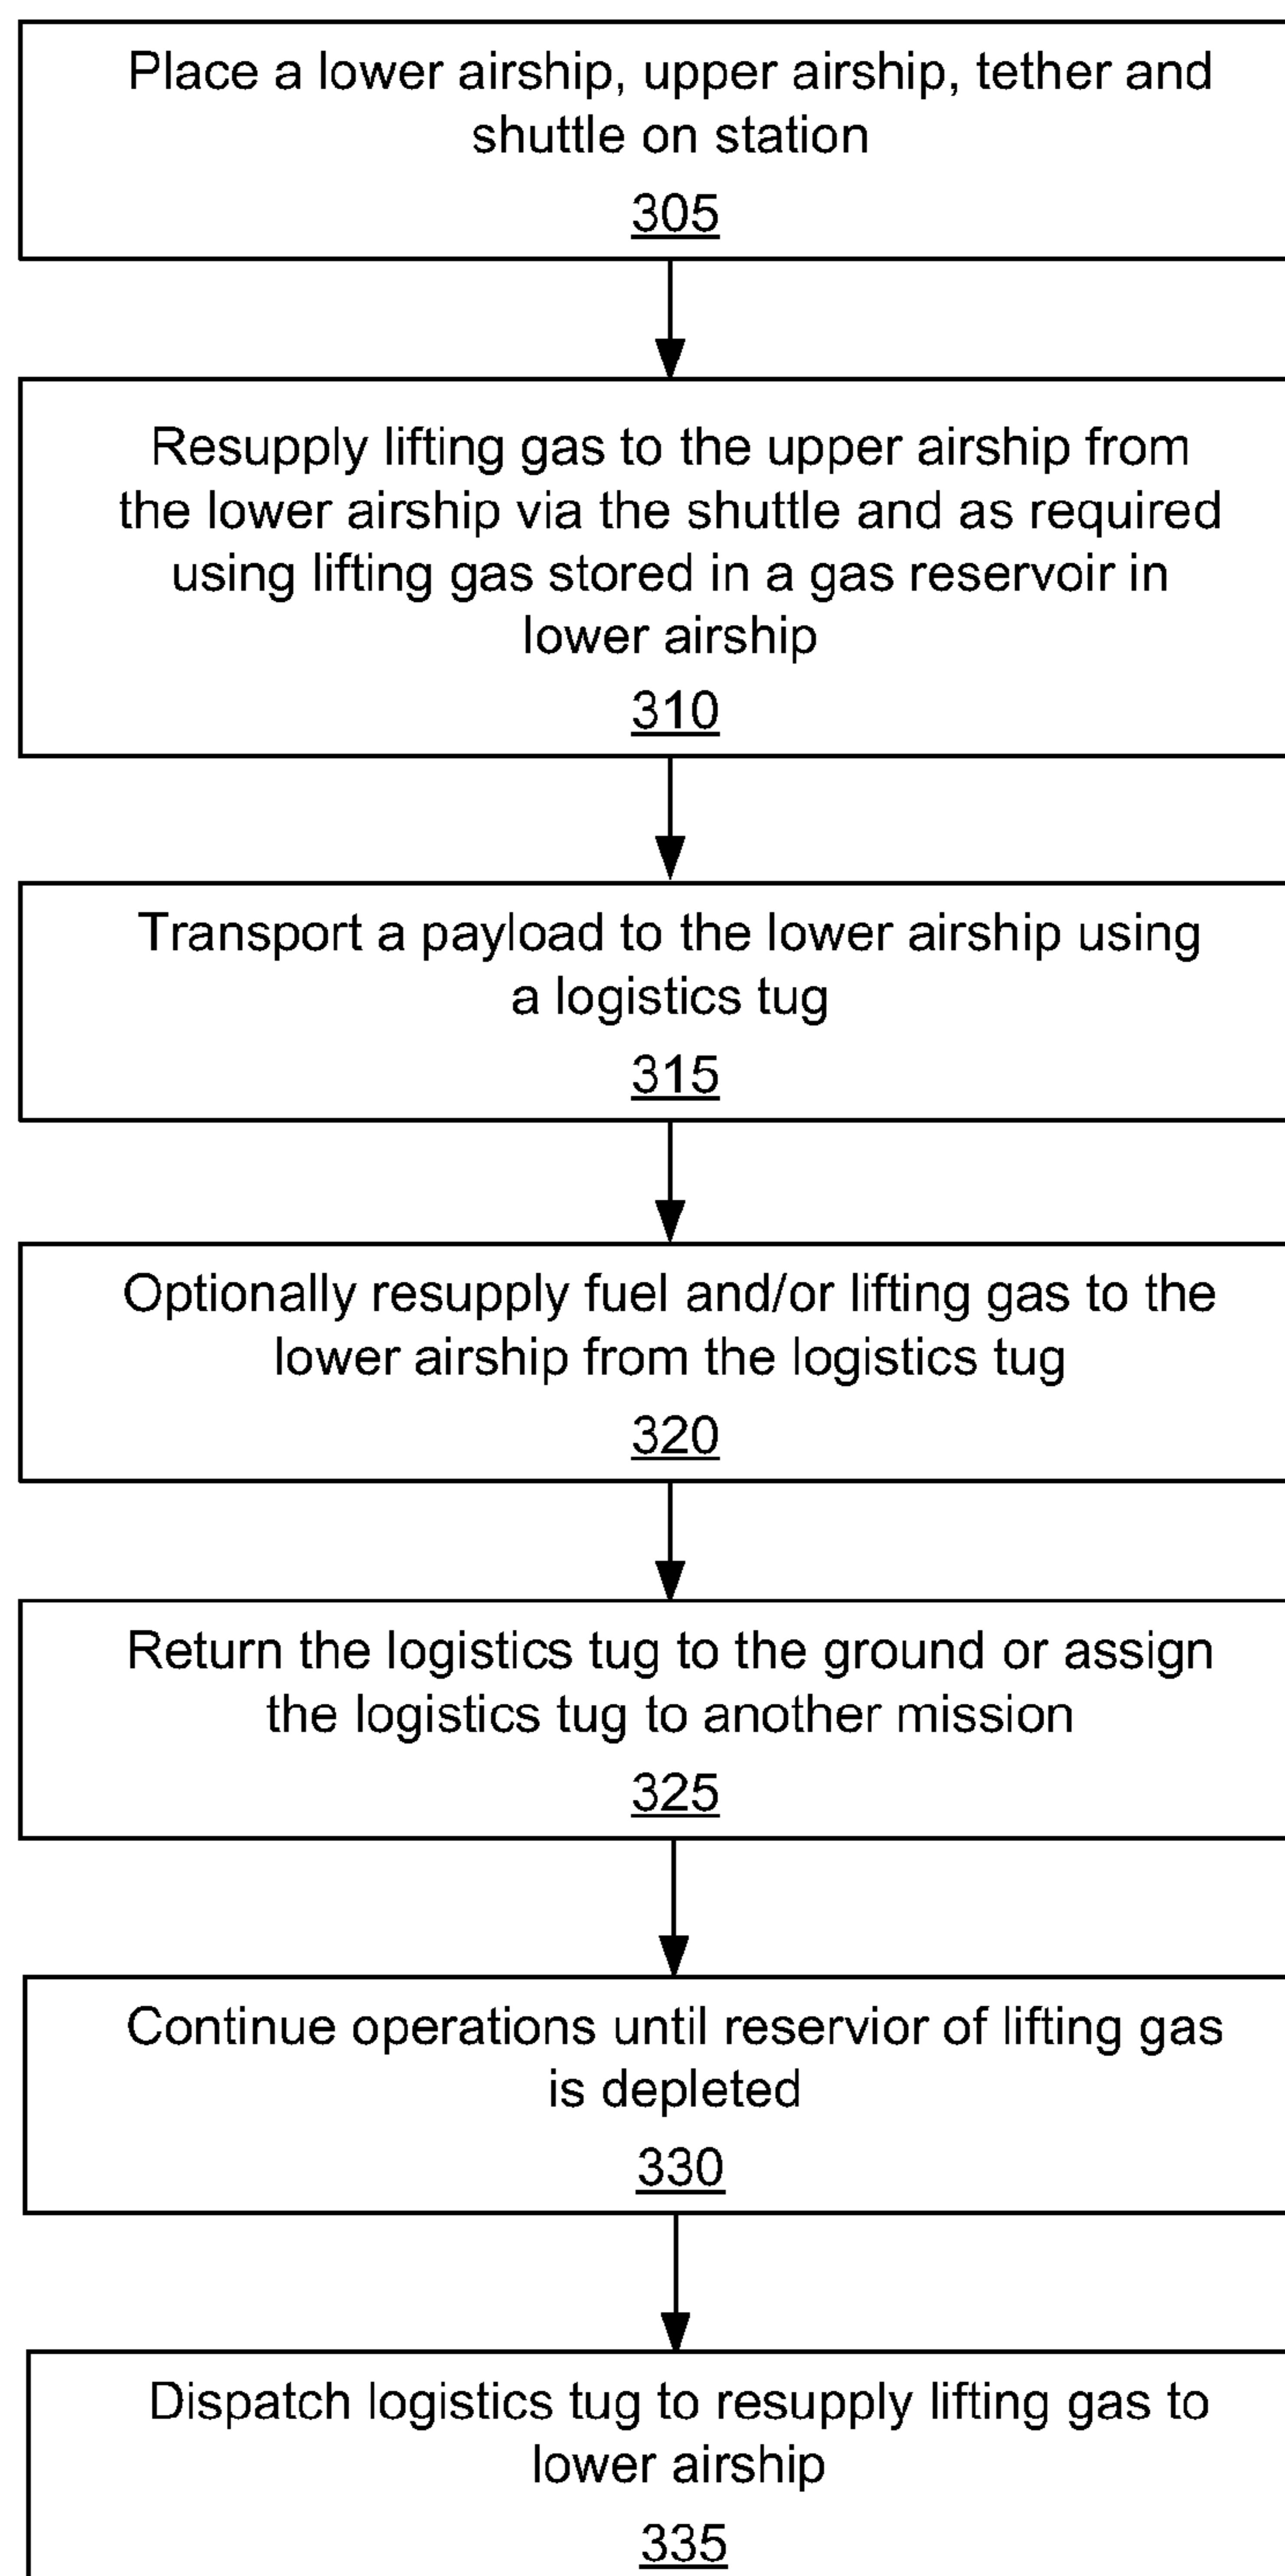 Place a lower airship, upper airship, tether and
shuttle on station
305
Resupply lifting gas to the upper airship from
the lower airship via the shuttle and as required
using lifting gas stored in a gas reservoir in
lower airship
310
Transport a payload to the lower airship using
a logistics tug
315
Optionally resupply fuel and/or lifting gas to the
lower airship from the logistics tug
320
Return the logistics tug to the ground or assign
the logistics tug to another mission
325
Continue operations until reservior of lifting gas
is depleted
330
Dispatch logistics tug to resupply lifting gas to
lower airship
335